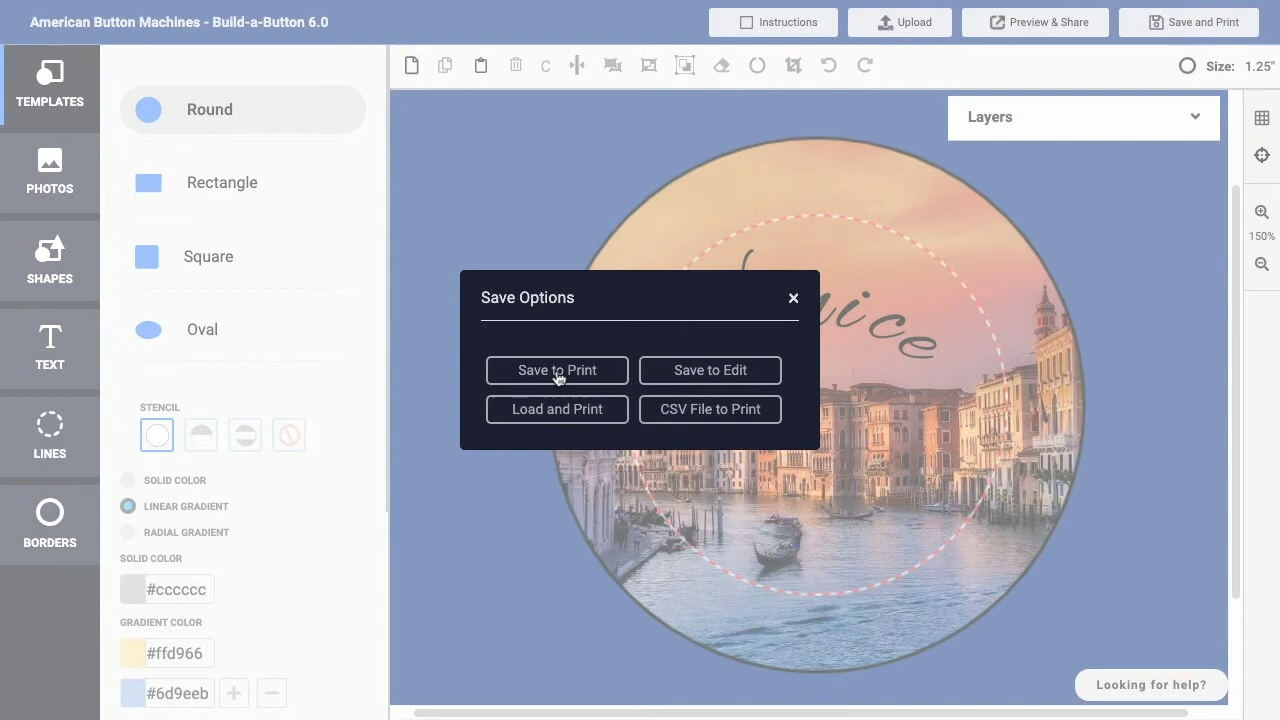 American Button Machines - Build-a-Button 6.0
Instructions
Upload
Preview & Share
Save and Print
TEMPLATES
PHOTOS
SHAPES
TEXT
LINES
BORDERS
Round
Rectangle
Square
Oval
STENCIL
SOLID COLOR
LINEAR GRADIENT
RADIAL GRADIENT
SOLID COLOR
#cccccc
GRADIENT COLOR
#ffd966
#6d9eeb
Size: 1.25"
Layers
150%
Save Options
Save to Print
Save to Edit
Load and Print
CSV File to Print
Looking for help?